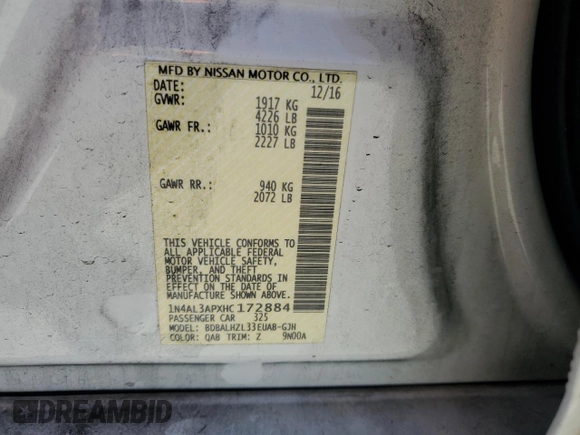 MFD BY NISSAN MOTOR CO., LTD.
DATE: 12/16
GVWR: 1917 KG
4226 LB
GAWR FR.: 1010 KG
2227 LB
GAWR RR.: 940 KG
2072 LB
THIS VEHICLE CONFORMS TO
ALL APPLICABLE FEDERAL
MOTOR VEHICLE SAFETY,
BUMPER, AND THEFT
PREVENTION STANDARDS IN
EFFECT ON THE DATE OF
MANUFACTURE SHOWN ABOVE.
1N4AL3APXHC172884
PASSENGER CAR 325
MODEL: BDBALHZL33EUA8-GJH
COLOR: QAB TRIM: Z 9N00A
DREAMBID